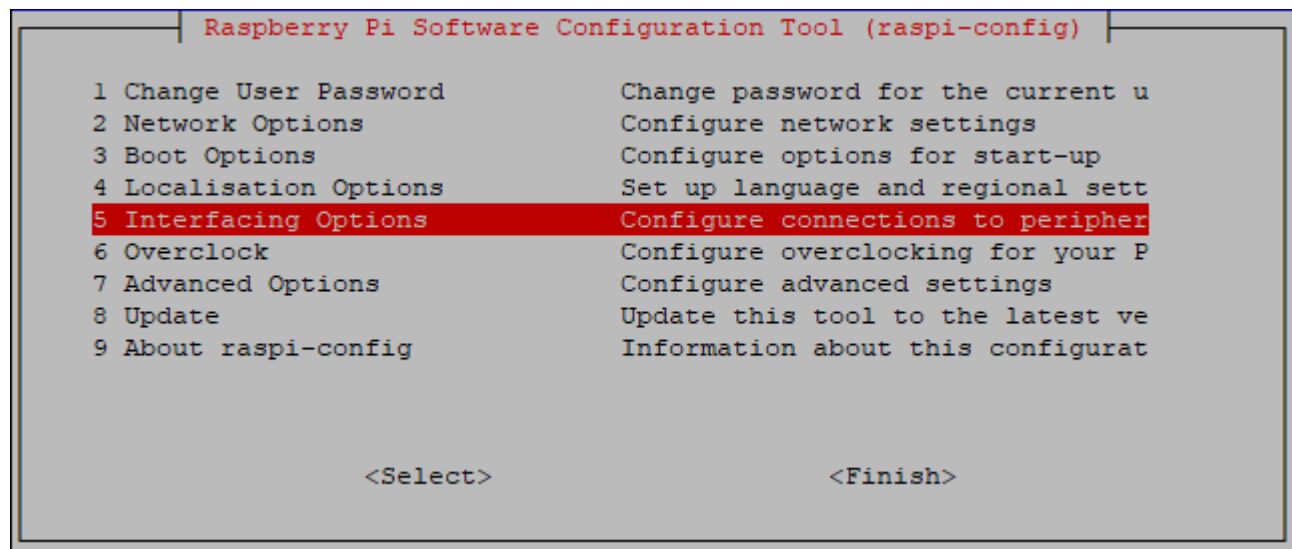 Raspberry Pi Software Configuration Tool (raspi-config)
1 Change User Password Change password for the current u
2 Network Options Configure network settings
3 Boot Options Configure options for start-up
4 Localisation Options Set up language and regional sett
5 Interfacing Options Configure connections to peripher
6 Overclock Configure overclocking for your P
7 Advanced Options Configure advanced settings
8 Update Update this tool to the latest ve
9 About raspi-config Information about this configurat
<Select> <Finish>